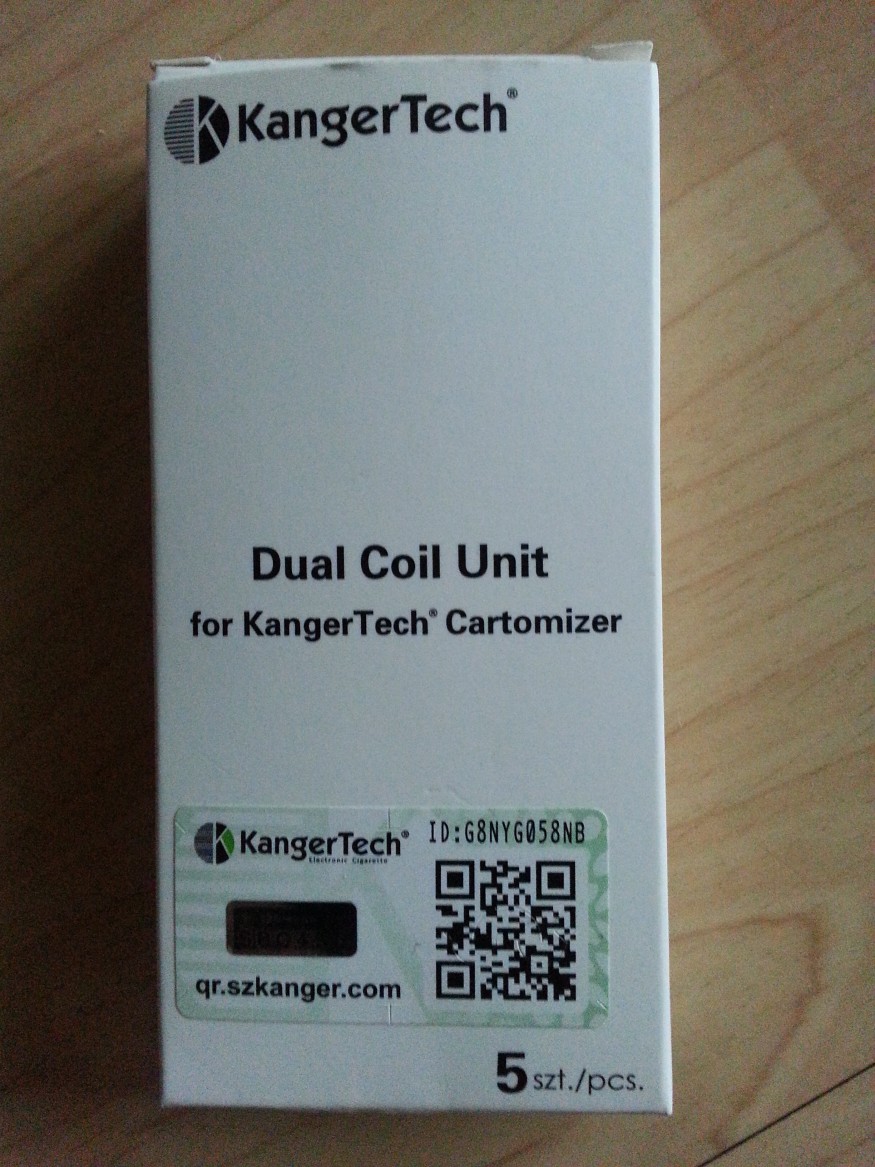 KangerTech®
Dual Coil Unit
for KangerTech® Cartomizer
KangerTech®
Electronic Cigarette
ID:G8NYG058NB
qr.szkanger.com
5 szt./pcs.